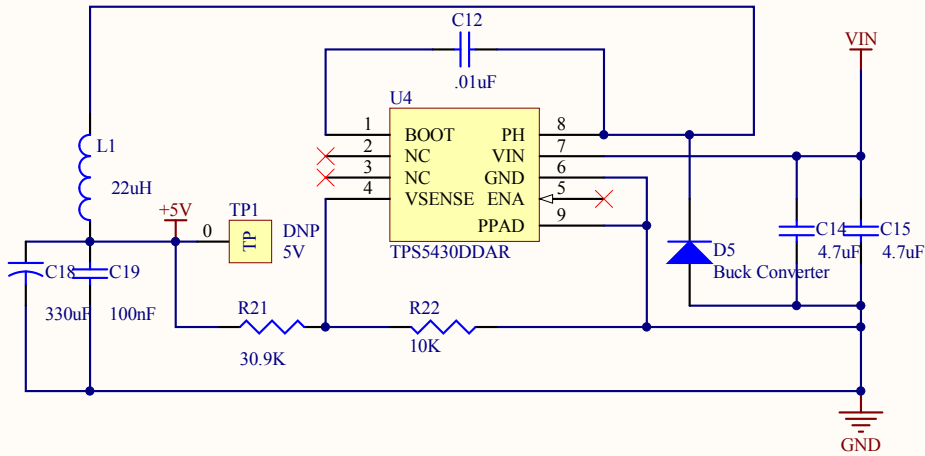 C12
.01uF
VIN
U4
1 BOOT PH 8
2 NC VIN 7
3 NC GND 6
4 VSENSE ENA 5
PPAD 9
TPS5430DDAR
L1
22uH
+5V
0
TP1
TP
DNP
5V
C18
330uF
C19
100nF
R21
30.9K
R22
10K
D5
Buck Converter
C14
4.7uF
C15
4.7uF
GND